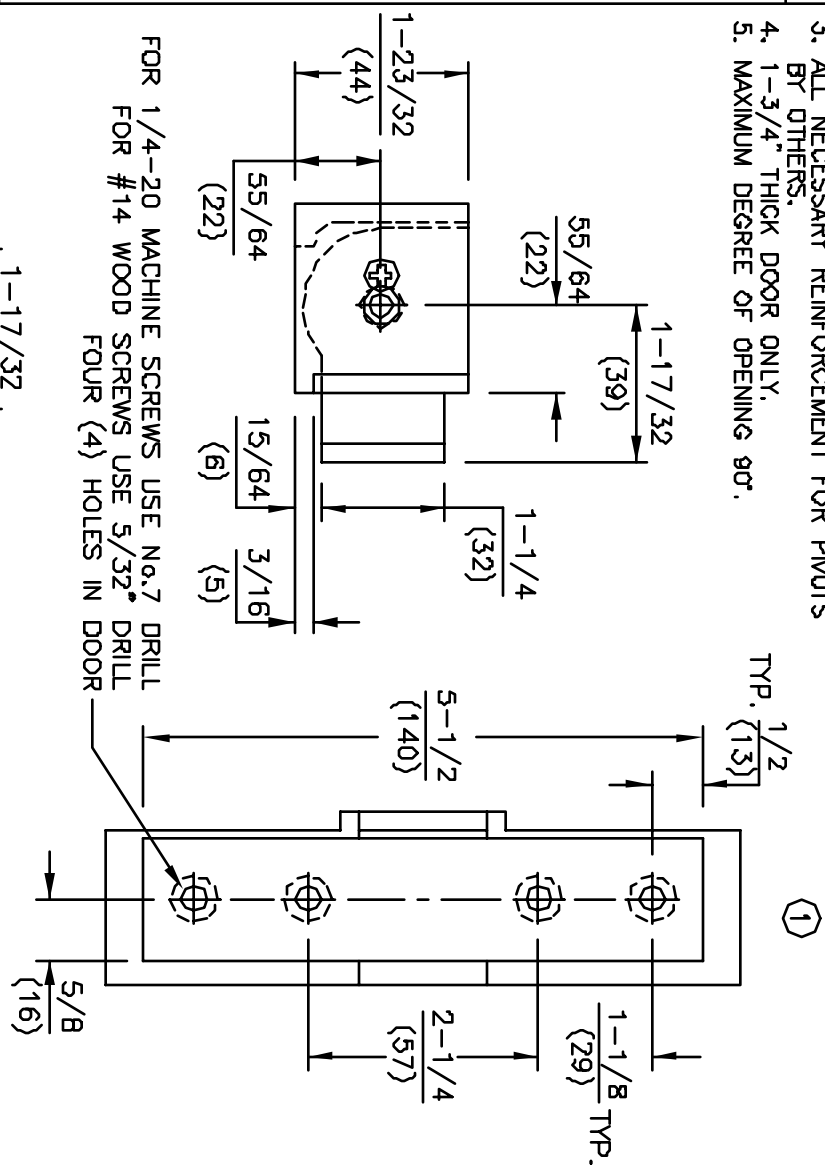 3. ALL NECESSARY REINFORCEMENT FOR PIVOTS
BY OTHERS.
4. 1-3/4" THICK DOOR ONLY.
5. MAXIMUM DEGREE OF OPENING 90°.
1
TYP. 1/2
(13)
55/64
(22)
1-17/32
(39)
1-23/32
(44)
55/64
(22)
1-1/4
(32)
15/64
(6)
3/16
(5)
5-1/2
(140)
1-1/8 TYP.
(29)
2-1/4
(57)
5/8
(16)
FOR 1/4-20 MACHINE SCREWS USE No.7 DRILL
FOR #14 WOOD SCREWS USE 5/32" DRILL
FOUR (4) HOLES IN DOOR
1-17/32